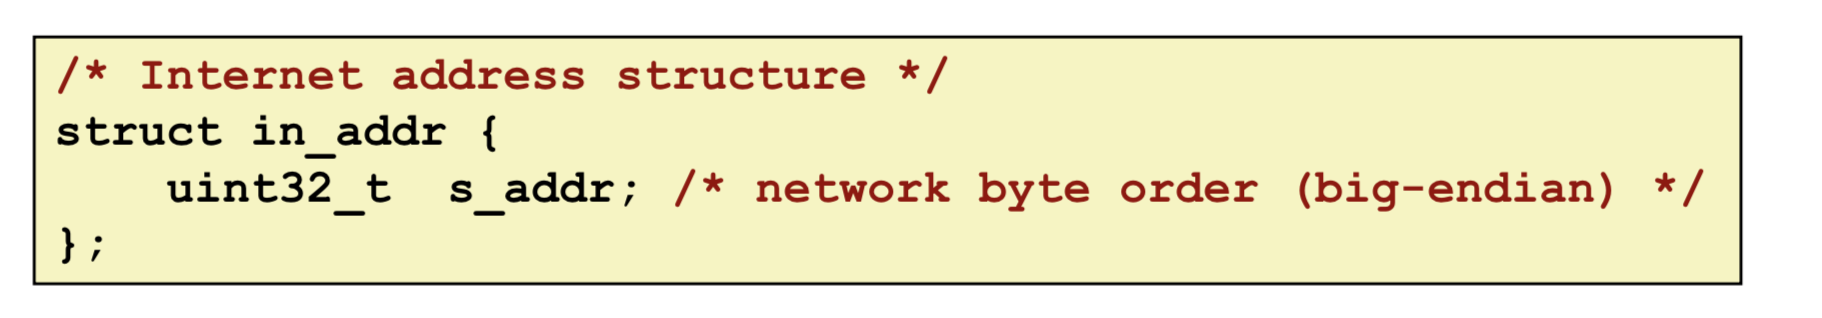 /* Internet address structure */
struct in_addr {
    uint32_t  s_addr; /* network byte order (big-endian) */
};